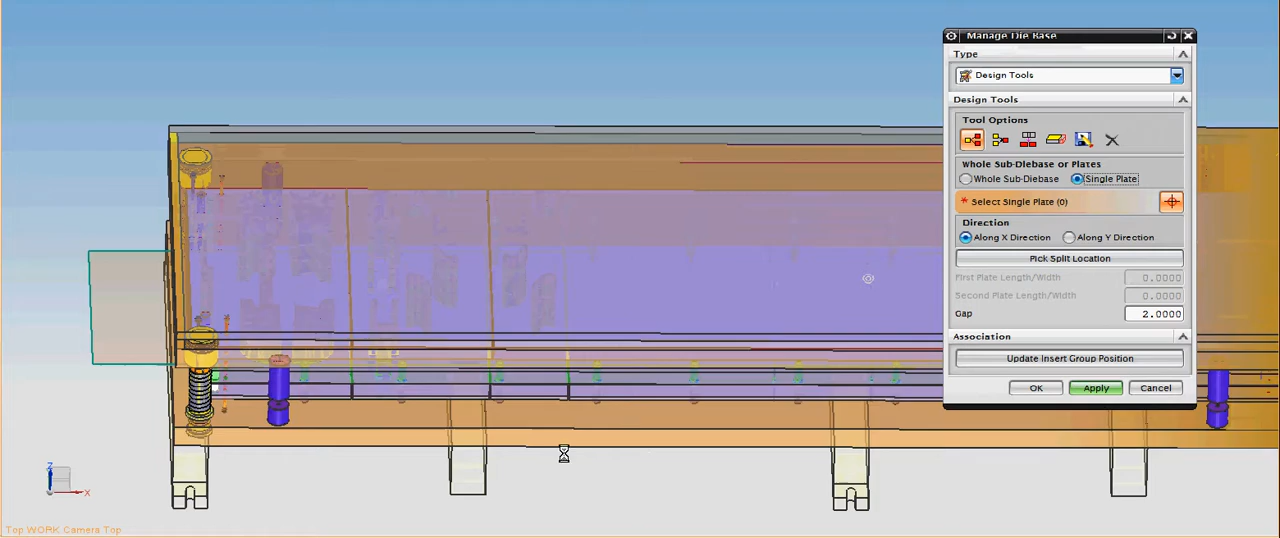 Manage Die Base
Type
Design Tools
Design Tools
Tool Options
Whole Sub-Diebase or Plates
Whole Sub-Diebase Single Plate
* Select Single Plate (0)
Direction
Along X Direction Along Y Direction
Pick Split Location
First Plate Length/Width 0.0000
Second Plate Length/Width 0.0000
Gap 2.0000
Association
Update Insert Group Position
OK Apply Cancel
Z
X
Top WORK Camera Top